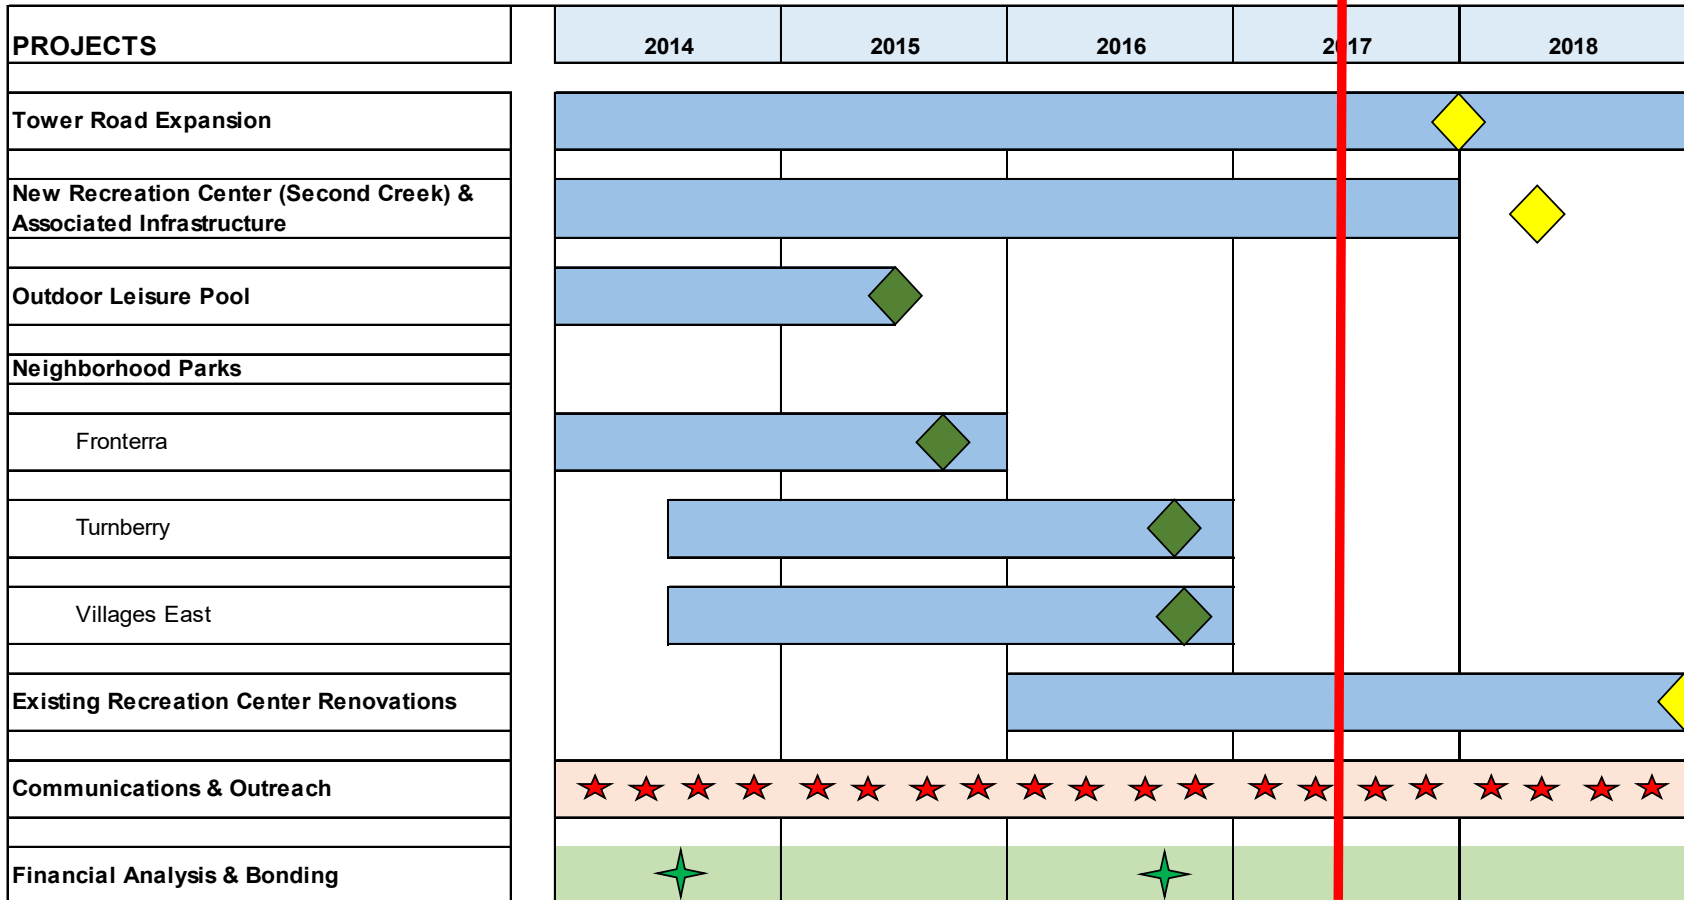 PROJECTS 2014 2015 2016 2017 2018
Tower Road Expansion
New Recreation Center (Second Creek) &
Associated Infrastructure
Outdoor Leisure Pool
Neighborhood Parks
Fronterra
Turnberry
Villages East
Existing Recreation Center Renovations
Communications & Outreach
Financial Analysis & Bonding